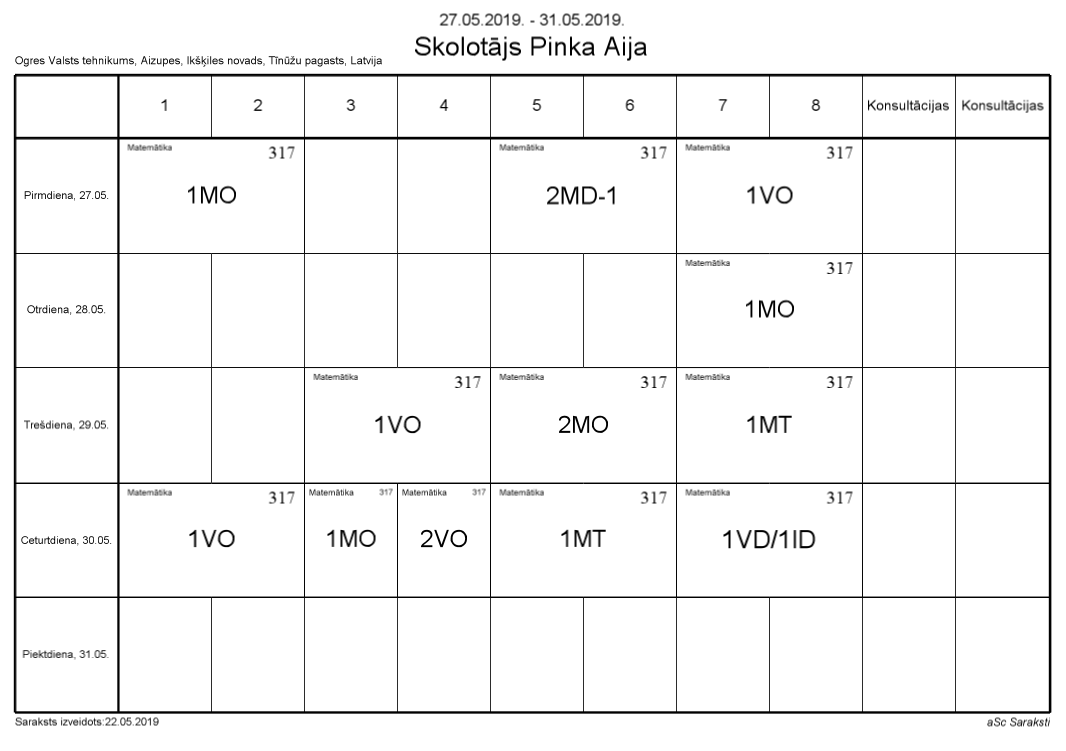 27.05.2019. - 31.05.2019.
Skolotājs Pinka Aija
Ogres Valsts tehnikums, Aizupes, Ikšķiles novads, Tīnūžu pagasts, Latvija
1 2 3 4 5 6 7 8 Konsultācijas Konsultācijas
Matemātika 317 Matemātika 317 Matemātika 317
Pirmdiena, 27.05. 1MO 2MD-1 1VO
Matemātika 317
Otrdiena, 28.05. 1MO
Matemātika 317 Matemātika 317 Matemātika 317
Trešdiena, 29.05. 1VO 2MO 1MT
Matemātika 317 Matemātika 317 Matemātika 317 Matemātika 317 Matemātika 317
Ceturtdiena, 30.05. 1VO 1MO 2VO 1MT 1VD/1ID
Piektdiena, 31.05.
Saraksts izveidots:22.05.2019 aSc Saraksti